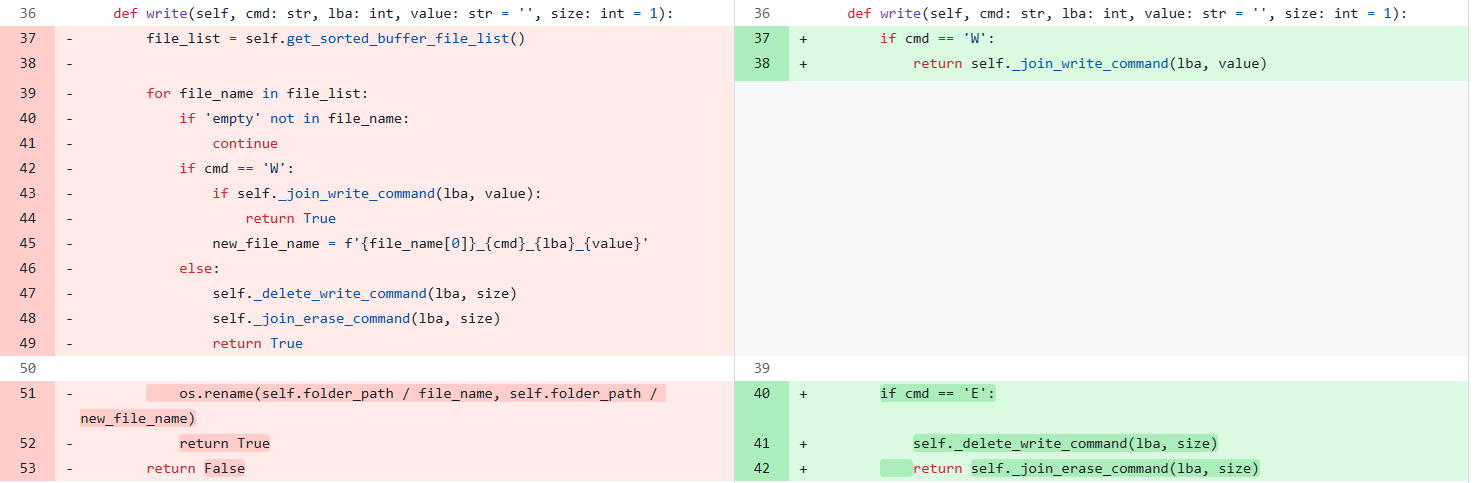 36 def write(self, cmd: str, lba: int, value: str = '', size: int = 1):
37 - file_list = self.get_sorted_buffer_file_list()
38 -
39 - for file_name in file_list:
40 - if 'empty' not in file_name:
41 - continue
42 - if cmd == 'W':
43 - if self._join_write_command(lba, value):
44 - return True
45 - new_file_name = f'{file_name[0]}_{cmd}_{lba}_{value}'
46 - else:
47 - self._delete_write_command(lba, size)
48 - self._join_erase_command(lba, size)
49 - return True
50
51 - os.rename(self.folder_path / file_name, self.folder_path /
new_file_name)
52 - return True
53 - return False
36 def write(self, cmd: str, lba: int, value: str = '', size: int = 1):
37 + if cmd == 'W':
38 + return self._join_write_command(lba, value)
39
40 + if cmd == 'E':
41 + self._delete_write_command(lba, size)
42 + return self._join_erase_command(lba, size)